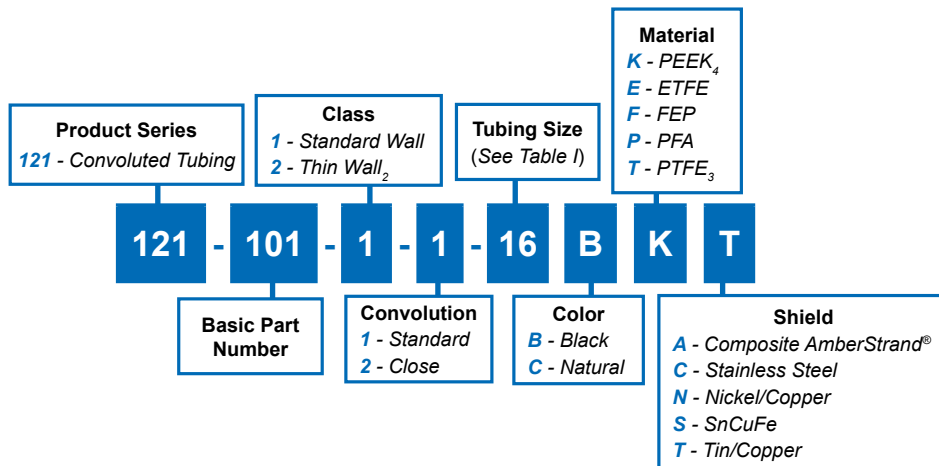 Material
K - PEEK4
E - ETFE
F - FEP
P - PFA
T - PTFE3
Class
1 - Standard Wall
2 - Thin Wall2
Tubing Size
(See Table I)
Product Series
121 - Convoluted Tubing
121 - 101 - 1 - 1 - 16 B K T
Basic Part
Number
Convolution
1 - Standard
2 - Close
Color
B - Black
C - Natural
Shield
A - Composite AmberStrand®
C - Stainless Steel
N - Nickel/Copper
S - SnCuFe
T - Tin/Copper